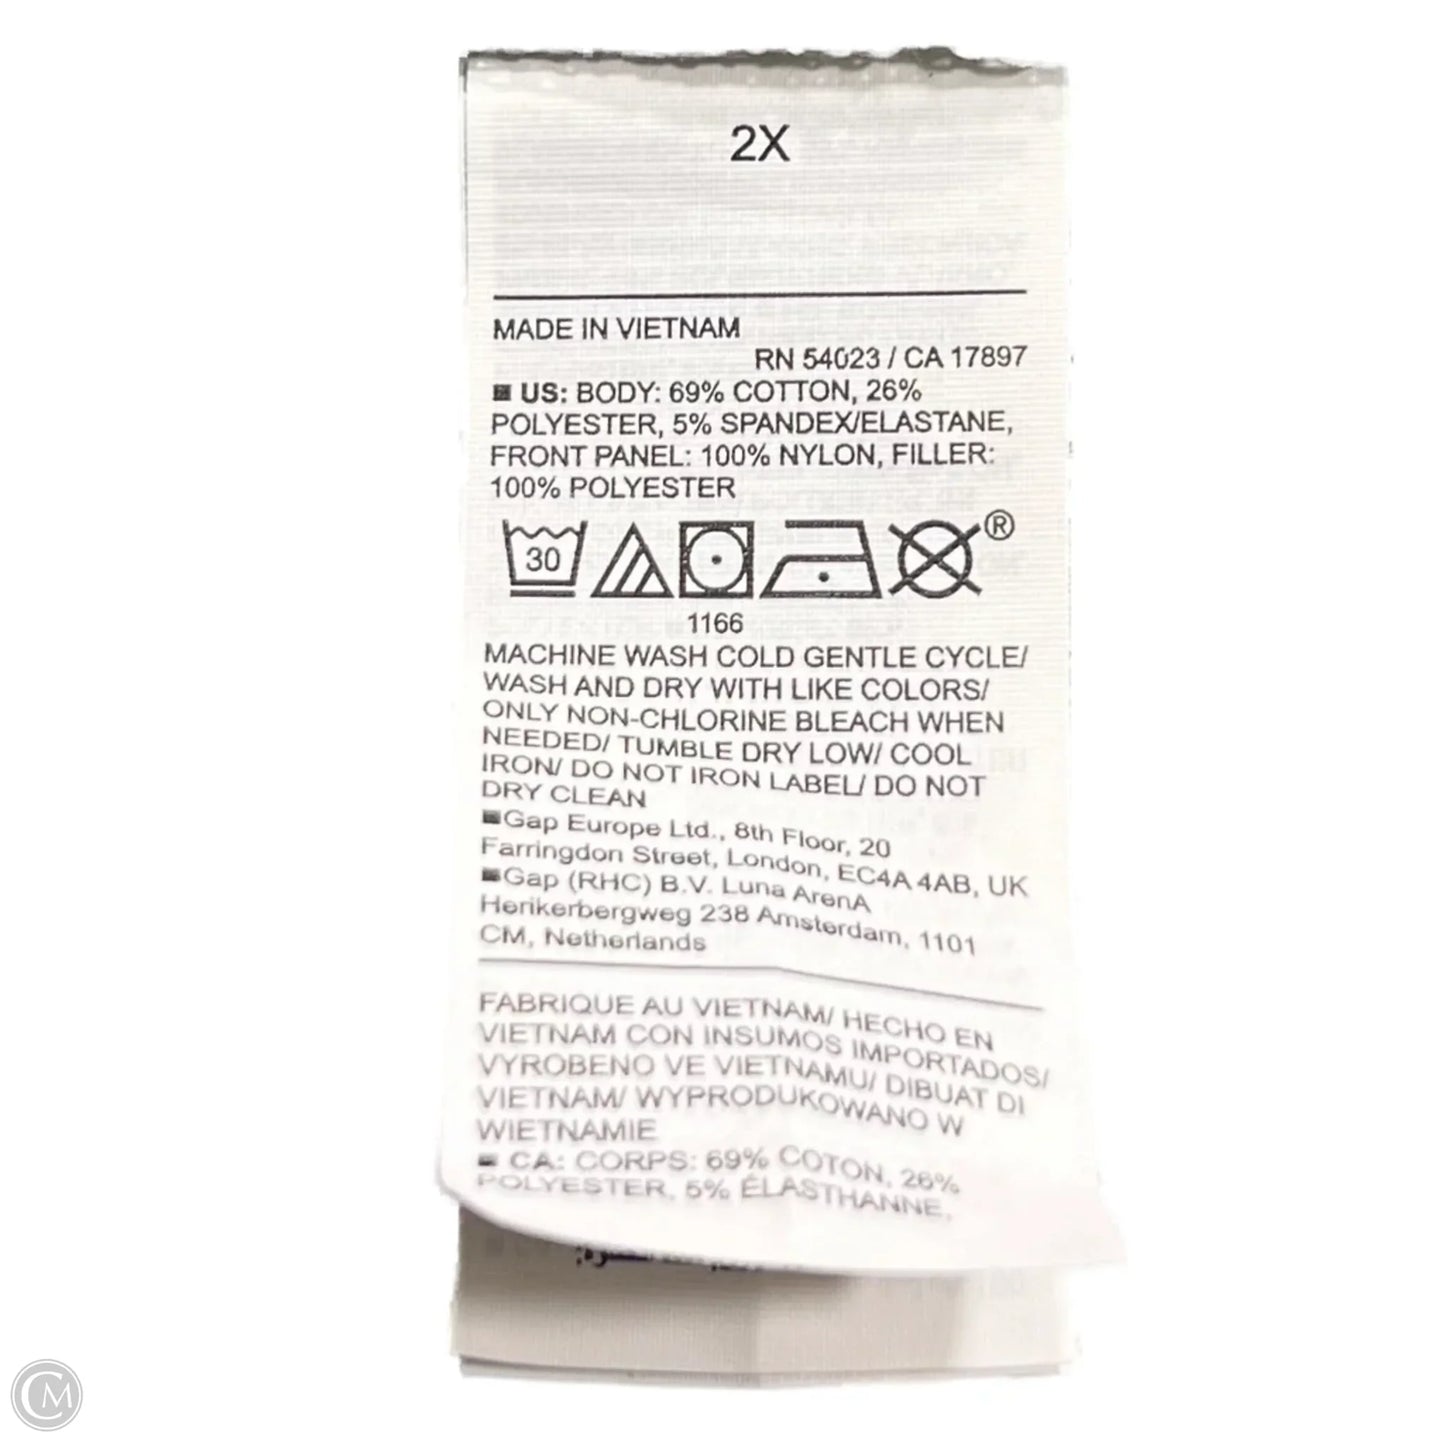 2X
MADE IN VIETNAM
RN 54023 / CA 17897
US: BODY: 69% COTTON, 26%
POLYESTER, 5% SPANDEX/ELASTANE,
FRONT PANEL: 100% NYLON, FILLER:
100% POLYESTER
30
®
1166
MACHINE WASH COLD GENTLE CYCLE/
WASH AND DRY WITH LIKE COLORS/
ONLY NON-CHLORINE BLEACH WHEN
NEEDED/ TUMBLE DRY LOW/ COOL
IRON/ DO NOT IRON LABEL/ DO NOT
DRY CLEAN
Gap Europe Ltd., 8th Floor, 20
Farringdon Street, London, EC4A 4AB, UK
Gap (RHC) B.V. Luna ArenA
Herikerbergweg 238 Amsterdam, 1101
CM, Netherlands
FABRIQUE AU VIETNAM/ HECHO EN
VIETNAM CON INSUMOS IMPORTADOS/
VYROBENO VE VIETNAMU/ DIBUAT DI
VIETNAM/ WYPRODUKOWANO W
WIETNAMIE
CA: CORPS: 69% COTON, 26%
POLYESTER, 5% ÉLASTHANNE,
CM